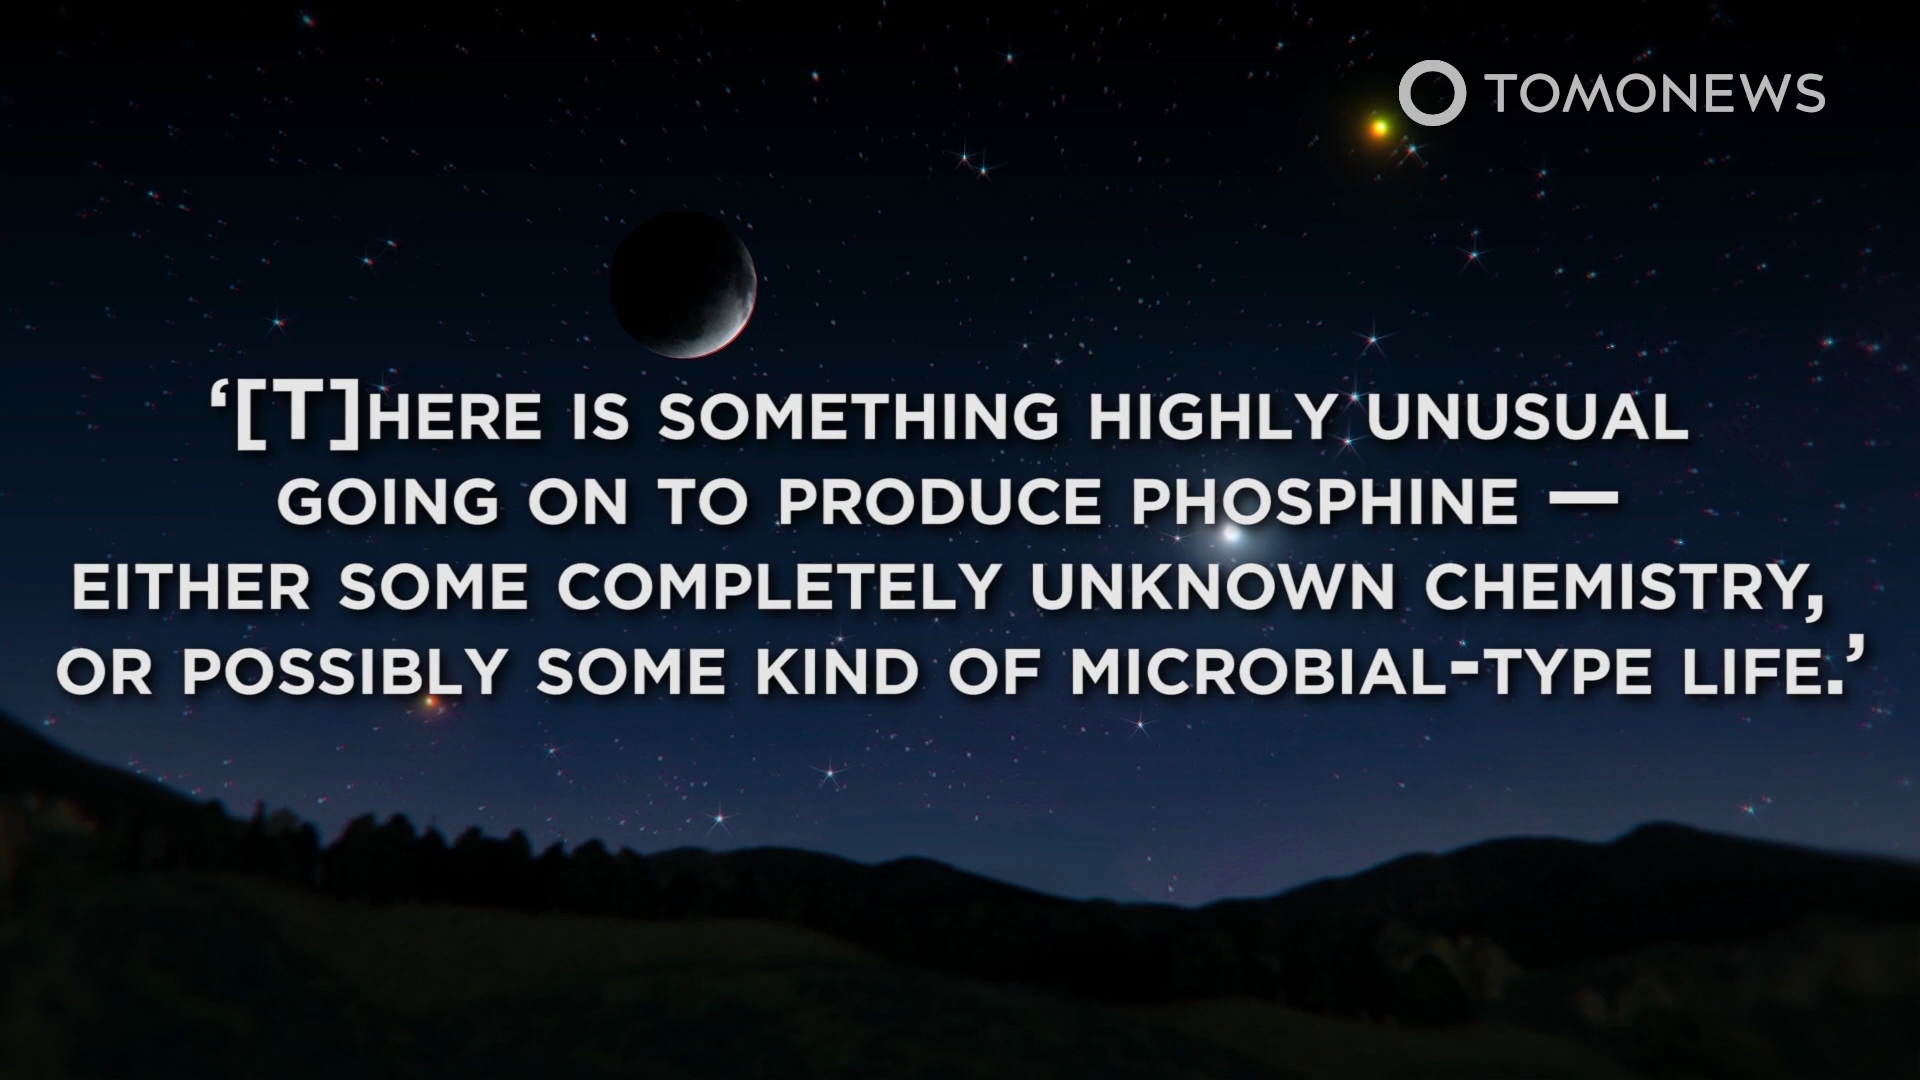 TOMONEWS
‘[T]HERE IS SOMETHING HIGHLY UNUSUAL
GOING ON TO PRODUCE PHOSPHINE —
EITHER SOME COMPLETELY UNKNOWN CHEMISTRY,
OR POSSIBLY SOME KIND OF MICROBIAL-TYPE LIFE.’